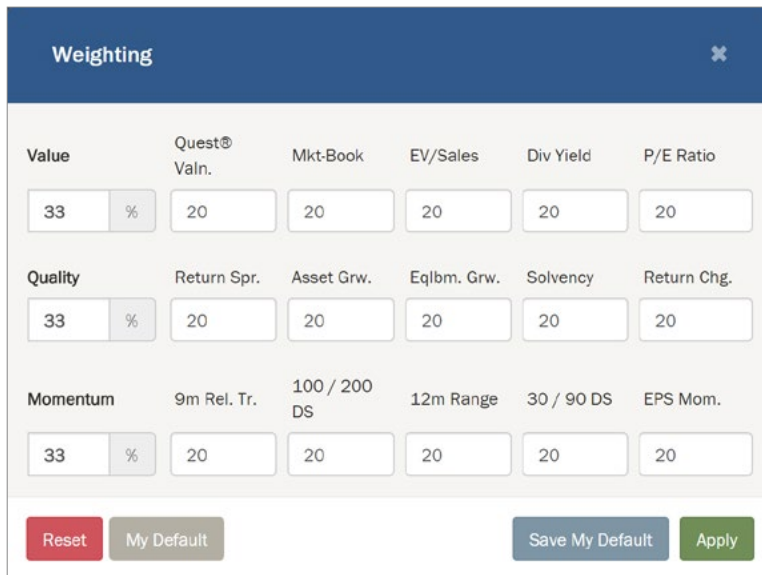 Weighting ✖
Value Quest® Valn. Mkt-Book EV/Sales Div Yield P/E Ratio
33 % 20 20 20 20 20
Quality Return Spr. Asset Grw. Eqlbm. Grw. Solvency Return Chg.
33 % 20 20 20 20 20
Momentum 9m Rel. Tr. 100 / 200 DS 12m Range 30 / 90 DS EPS Mom.
33 % 20 20 20 20 20
Reset My Default Save My Default Apply